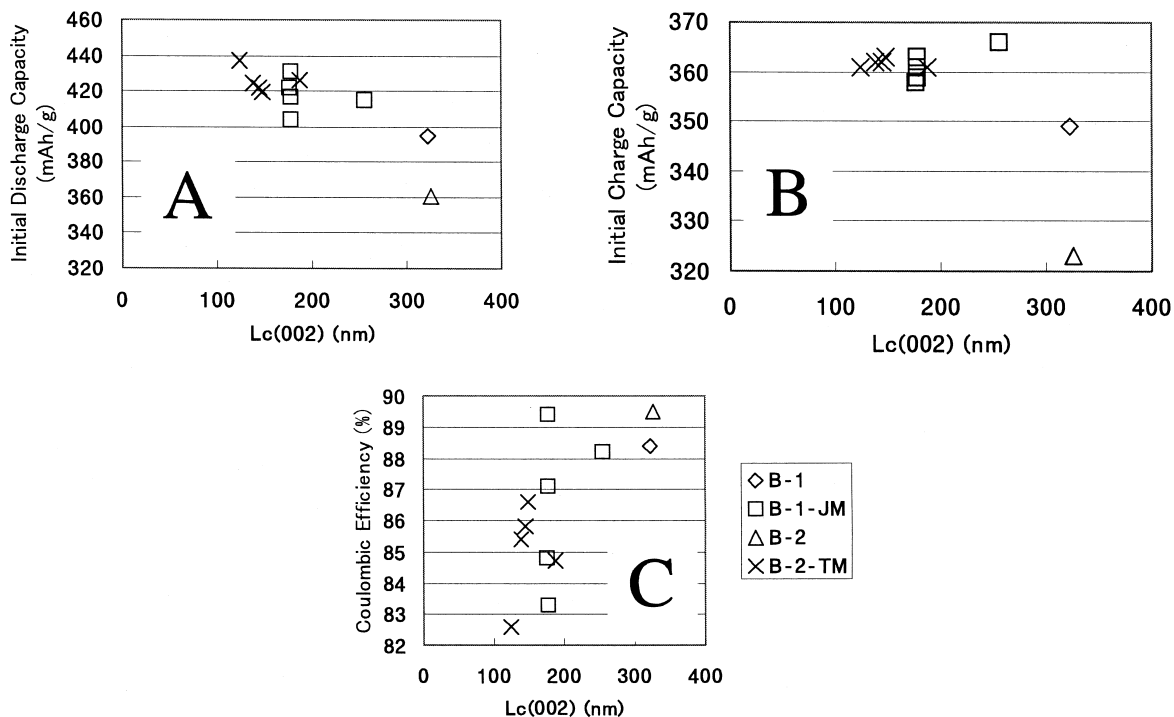 Initial Discharge Capacity
(mAh/g)
460
440
420
400
380
360
340
320
0 100 200 300 400
Lc(002) (nm)
A
Initial Charge Capacity
(mAh/g)
370
360
350
340
330
320
0 100 200 300 400
Lc(002) (nm)
B
Coulombic Efficiency (%)
90
89
88
87
86
85
84
83
82
0 100 200 300 400
Lc(002) (nm)
C
B-1
B-1-JM
B-2
B-2-TM